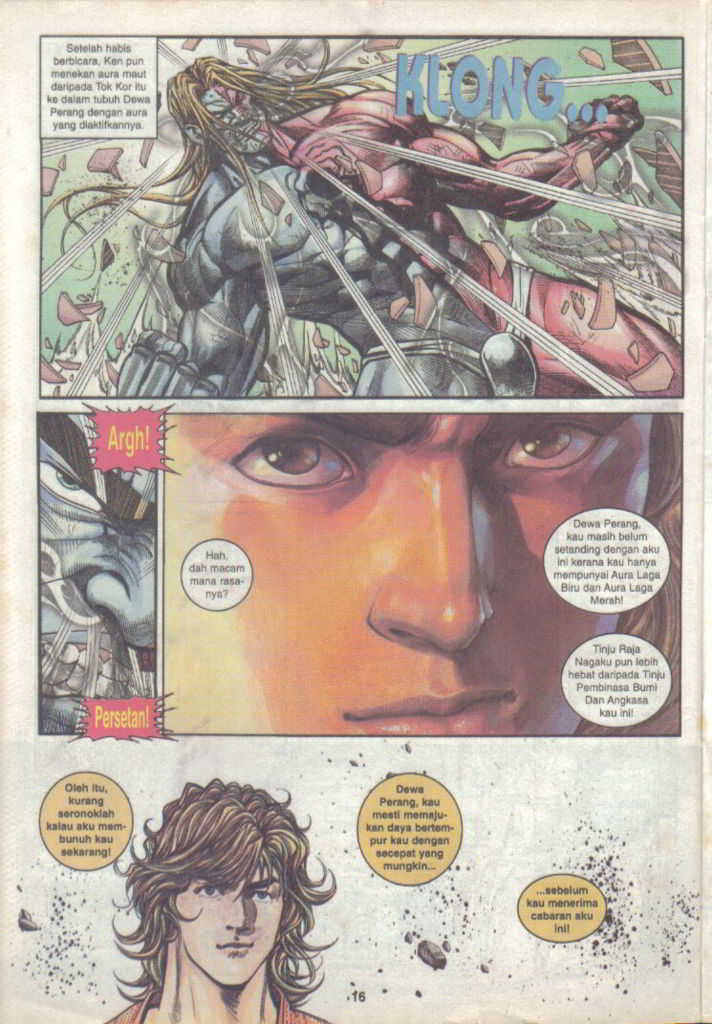 Setelah habis
berbicara, Ken pun
menekan aura maut
daripada Tok Kor itu
ke dalam tubuh Dewa
Perang dengan aura
yang diaktifkannya.
KLONG...
Argh!
Hah,
dah macam
mana rasa-
nya?
Dewa Perang,
kau masih belum
setanding dengan aku
ini kerana kau hanya
mempunyai Aura Laga
Biru dan Aura Laga
Merah!
Tinju Raja
Nagaku pun lebih
hebat daripada Tinju
Pembinasa Bumi
Dan Angkasa
kau ini!
Persetan!
Oleh itu,
kurang
seronoklah
kalau aku mem-
bunuh kau
sekarang!
Dewa
Perang, kau
mesti memaju-
kan daya bertem-
pur kau dengan
secepat yang
mungkin...
...sebelum
kau menerima
cabaran aku
ini!
16